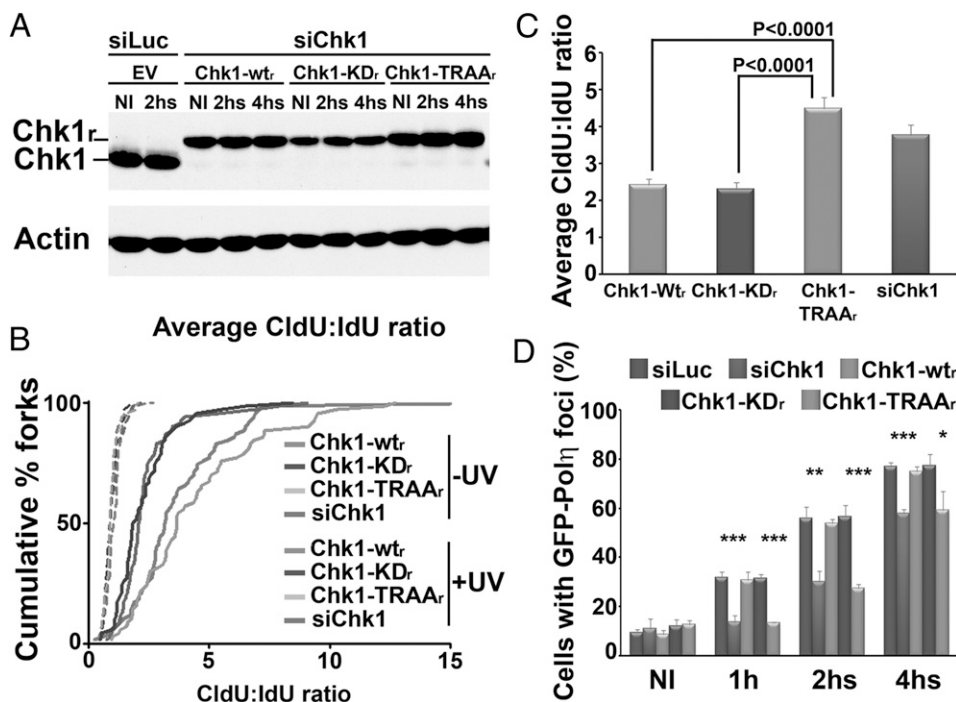 A
siLuc siChk1
EV Chk1-wtr Chk1-KDr Chk1-TRAAr
NI 2hs NI 2hs 4hs NI 2hs 4hs NI 2hs 4hs
Chk1r
Chk1
Actin
Average CldU:IdU ratio
B
Cumulative % forks
100
50
0
0 5 10 15
CldU:IdU ratio
Chk1-wtr
Chk1-KDr
Chk1-TRAAr
siChk1
-UV
Chk1-wtr
Chk1-KDr
Chk1-TRAAr
siChk1
+UV
C
Average CldU:IdU ratio
6
5
4
3
2
1
0
P<0.0001
P<0.0001
Chk1-Wtr Chk1-KDr Chk1-TRAAr siChk1
D
siLuc siChk1 Chk1-wtr
Chk1-KDr Chk1-TRAAr
Cells with GFP-Polη foci (%)
100
80
60
40
20
0
*** ***
** ***
*** *
NI 1h 2hs 4hs